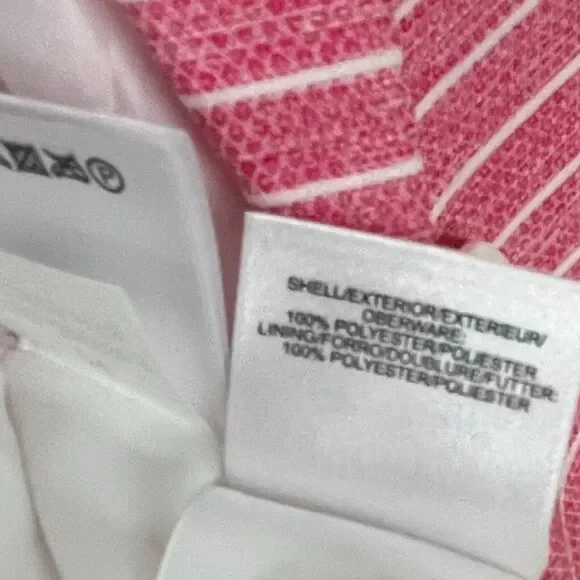 P
SHELL/EXTERIOR/EXTERIEUR/
OBERWARE:
100% POLYESTER/POLIESTER
LINING/FORRO/DOUBLURE/FUTTER:
100% POLYESTER/POLIESTER